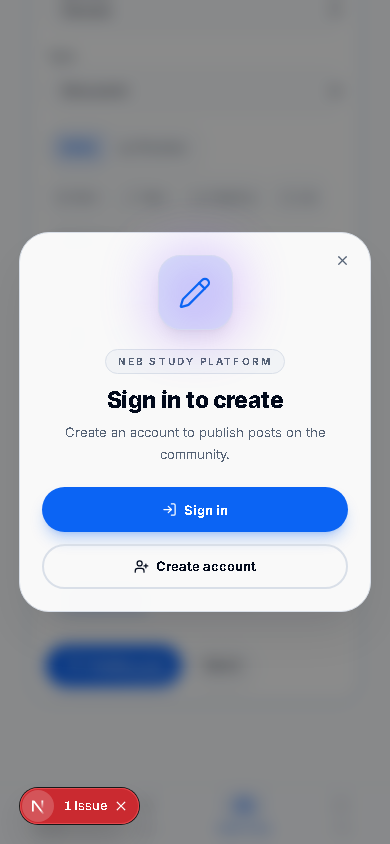 NEB STUDY PLATFORM
Sign in to create
Create an account to publish posts on the
community.
Sign in
Create account
N 1 Issue